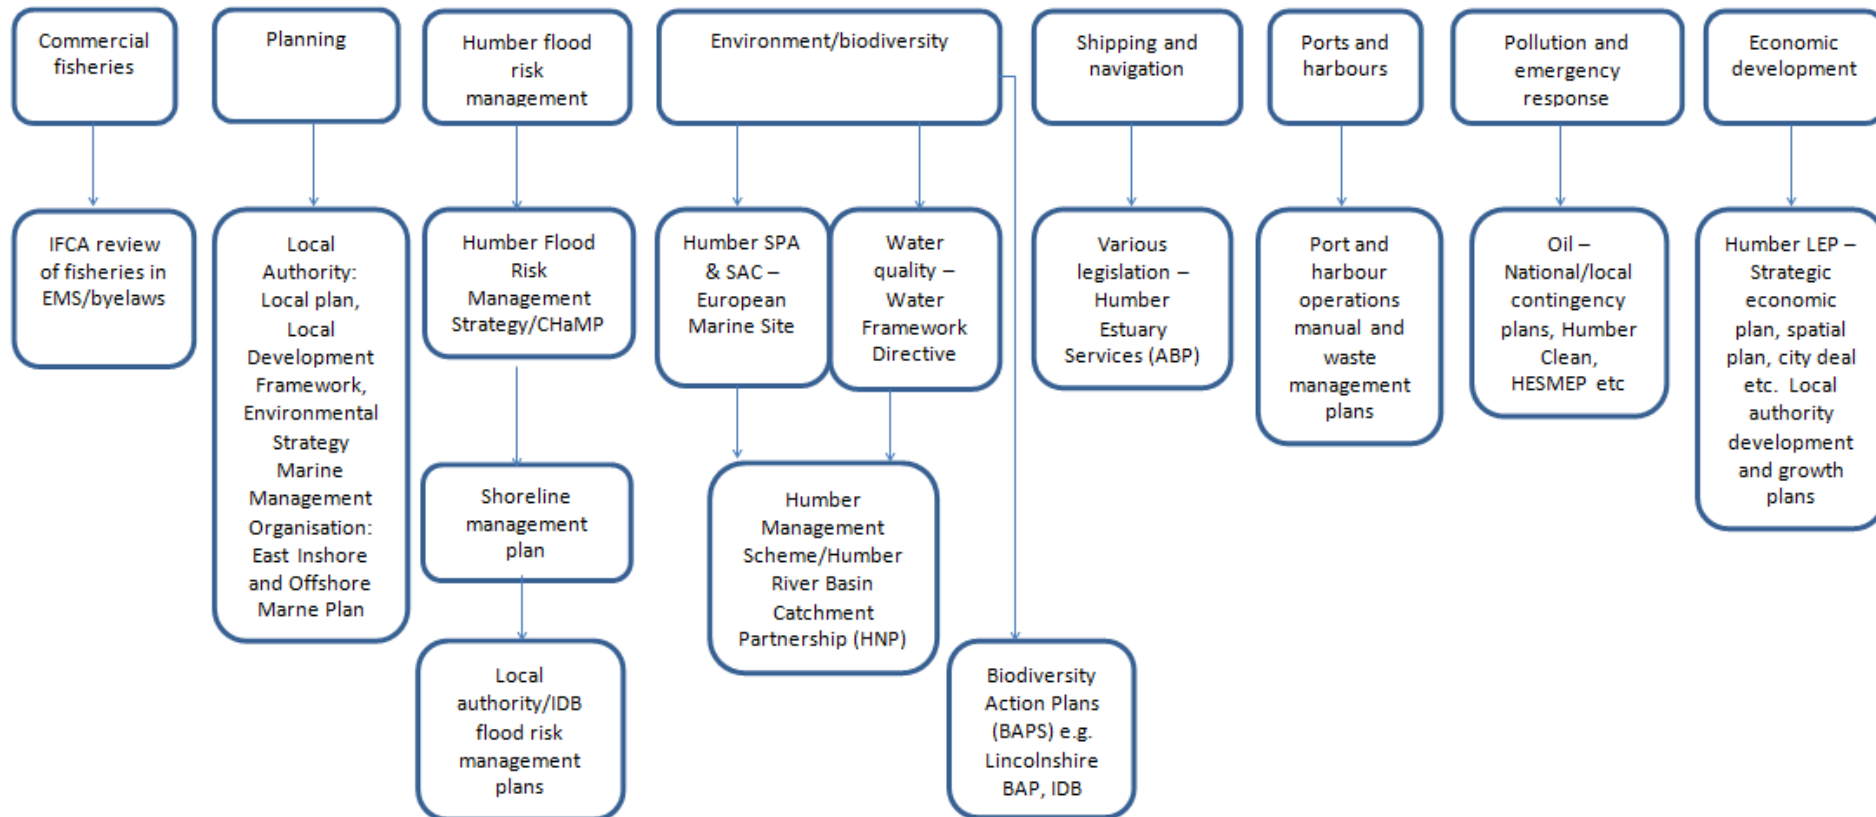 Commercial
fisheries
Planning
Humber flood
risk
management
Environment/biodiversity
Shipping and
navigation
Ports and
harbours
Pollution and
emergency
response
Economic
development
IFCA review
of fisheries in
EMS/byelaws
Local
Authority:
Local plan,
Local
Development
Framework,
Environmental
Strategy
Marine
Management
Organisation:
East Inshore
and Offshore
Marne Plan
Humber Flood
Risk
Management
Strategy/CHaMP
Humber SPA
& SAC –
European
Marine Site
Water
quality –
Water
Framework
Directive
Various
legislation –
Humber
Estuary
Services (ABP)
Port and
harbour
operations
manual and
waste
management
plans
Oil –
National/local
contingency
plans, Humber
Clean,
HESMEP etc
Humber LEP –
Strategic
economic
plan, spatial
plan, city deal
etc. Local
authority
development
and growth
plans
Shoreline
management
plan
Humber
Management
Scheme/Humber
River Basin
Catchment
Partnership (HNP)
Local
authority/IDB
flood risk
management
plans
Biodiversity
Action Plans
(BAPS) e.g.
Lincolnshire
BAP, IDB